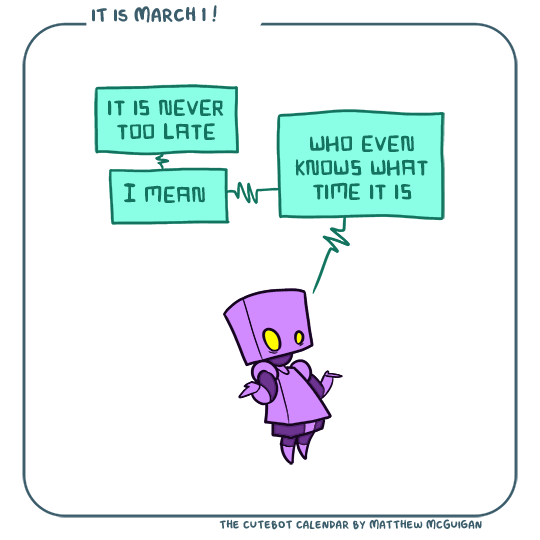 IT IS MARCH 1!
IT IS NEVER
TOO LATE
I MEAN
WHO EVEN
KNOWS WHAT
TIME IT IS
THE CUTEBOT CALENDAR BY MATTHEW MCGUIGAN